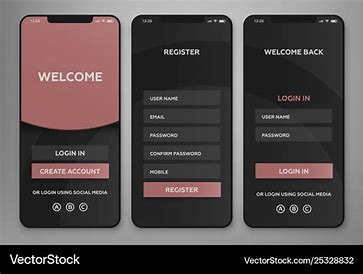 12:25
WELCOME
LOGIN IN
CREATE ACCOUNT
OR LOGIN USING SOCIAL MEDIA
A B C
12:25
REGISTER
USER NAME
EMAIL
PASSWORD
CONFIRM PASSWORD
MOBILE
REGISTER
12:25
WELCOME BACK
LOGIN IN
USER NAME
PASSWORD
LOGIN IN
OR LOGIN USING SOCIAL MEDIA
A B C
VectorStock®
VectorStock.com/25328832